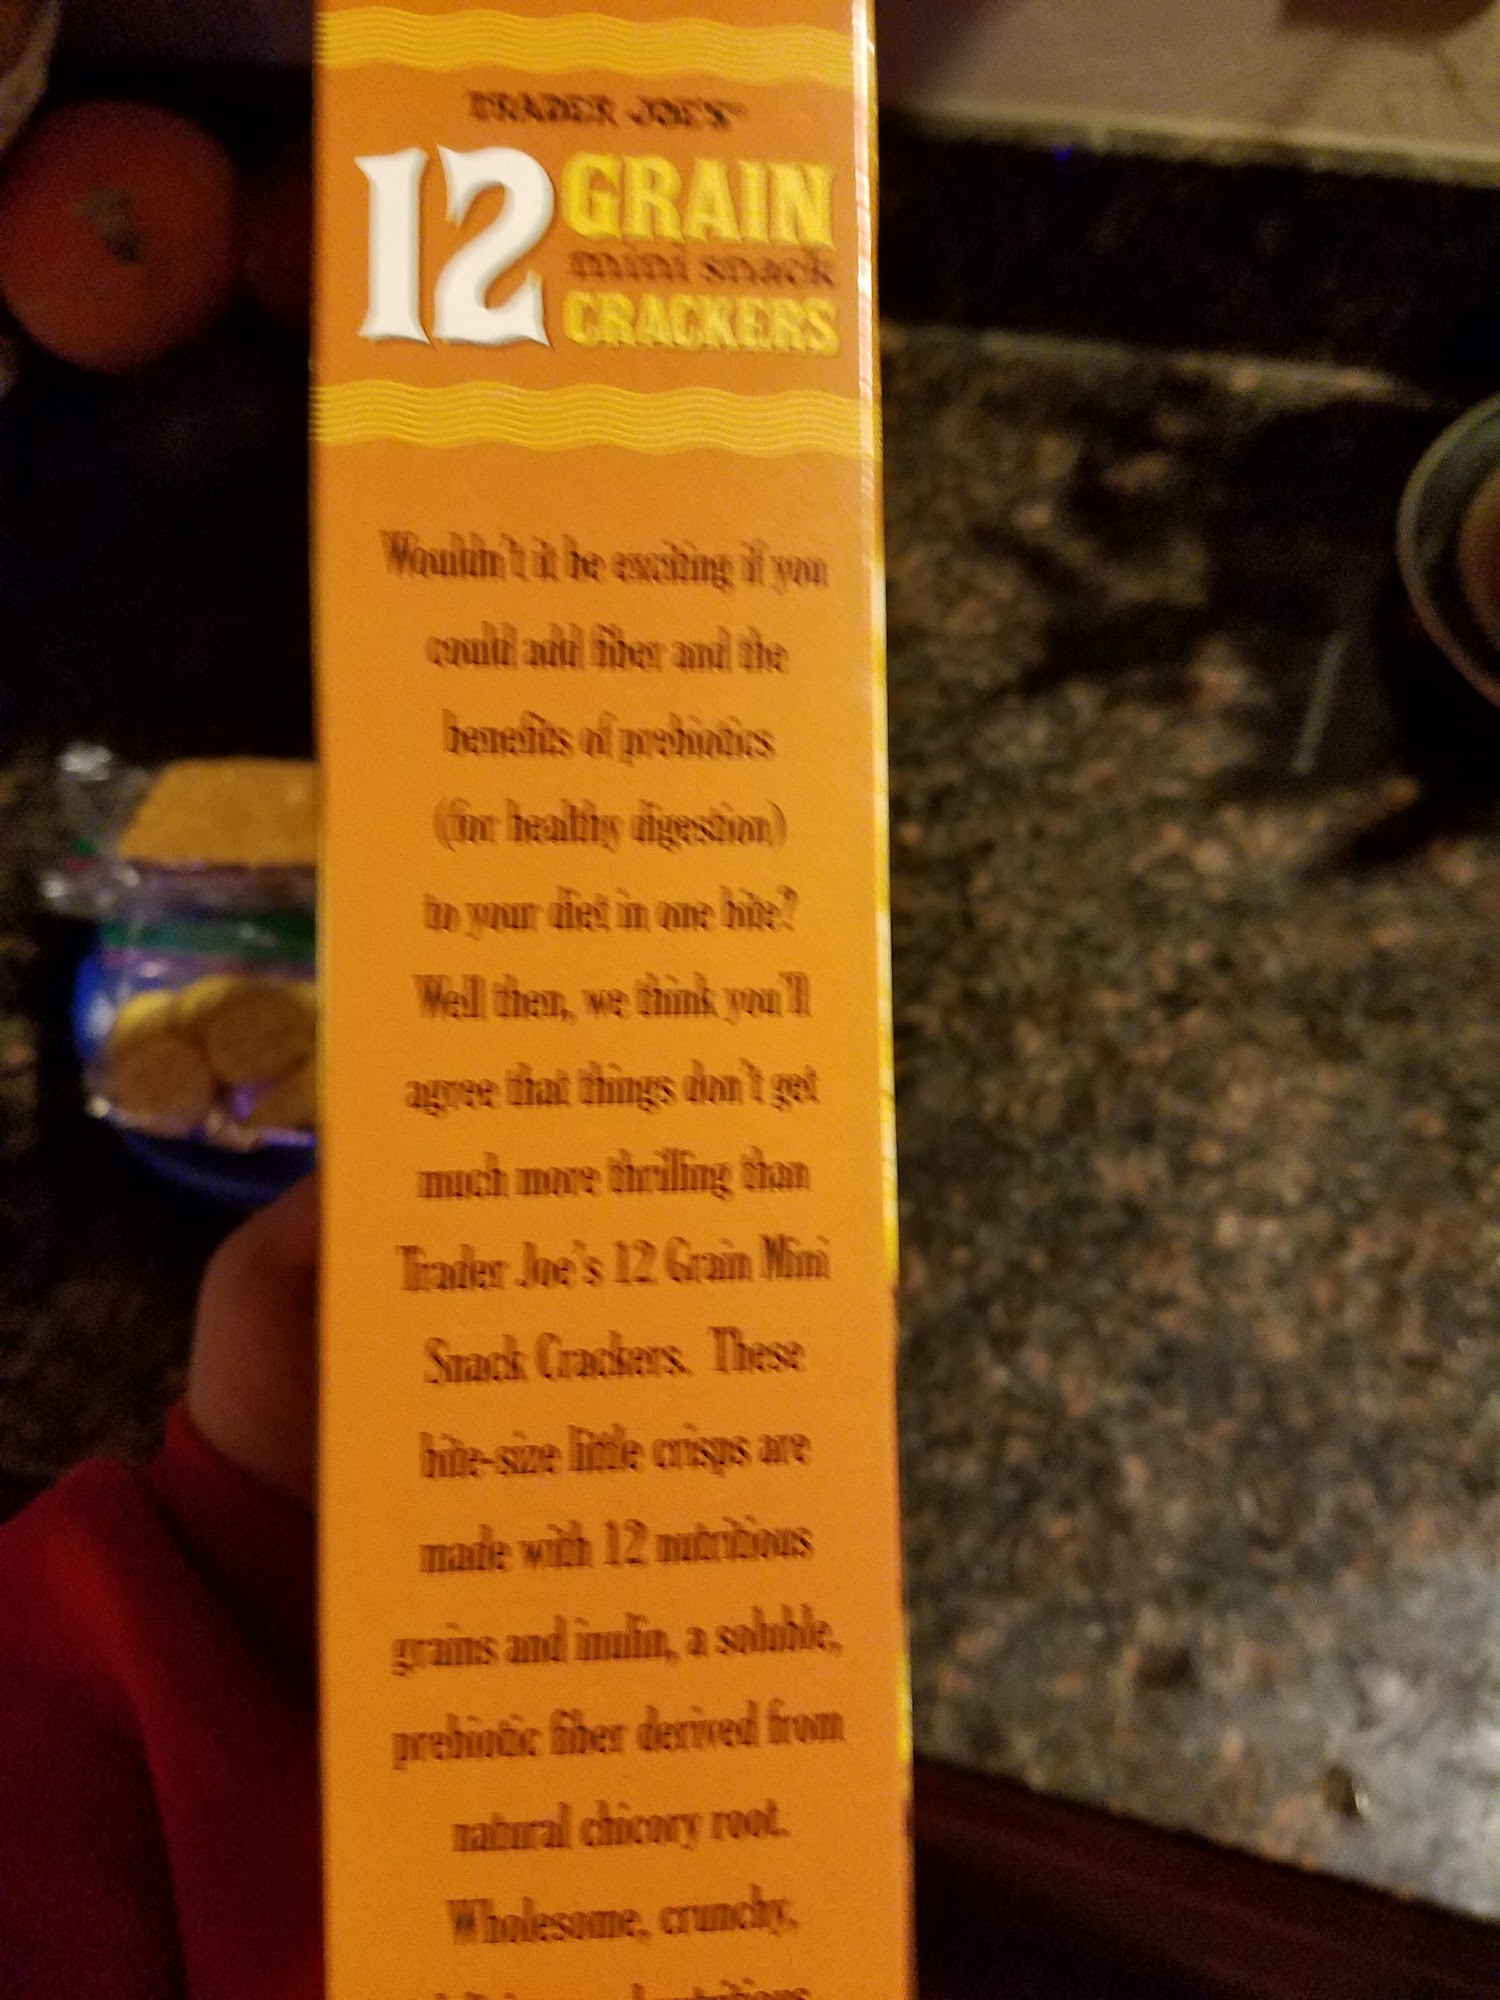 TRADER JOE'S
12 GRAIN
mini snack
CRACKERS
Wouldn't it be exciting if you
could add fiber and the
benefits of prebiotics
(for healthy digestion)
to your diet in one bite?
Well then, we think you'll
agree that things don't get
much more thrilling than
Trader Joe's 12 Grain Mini
Snack Crackers. These
bite-size little crisps are
made with 12 nutritious
grains and inulin, a soluble,
prebiotic fiber derived from
natural chicory root.
Wholesome, crunchy,